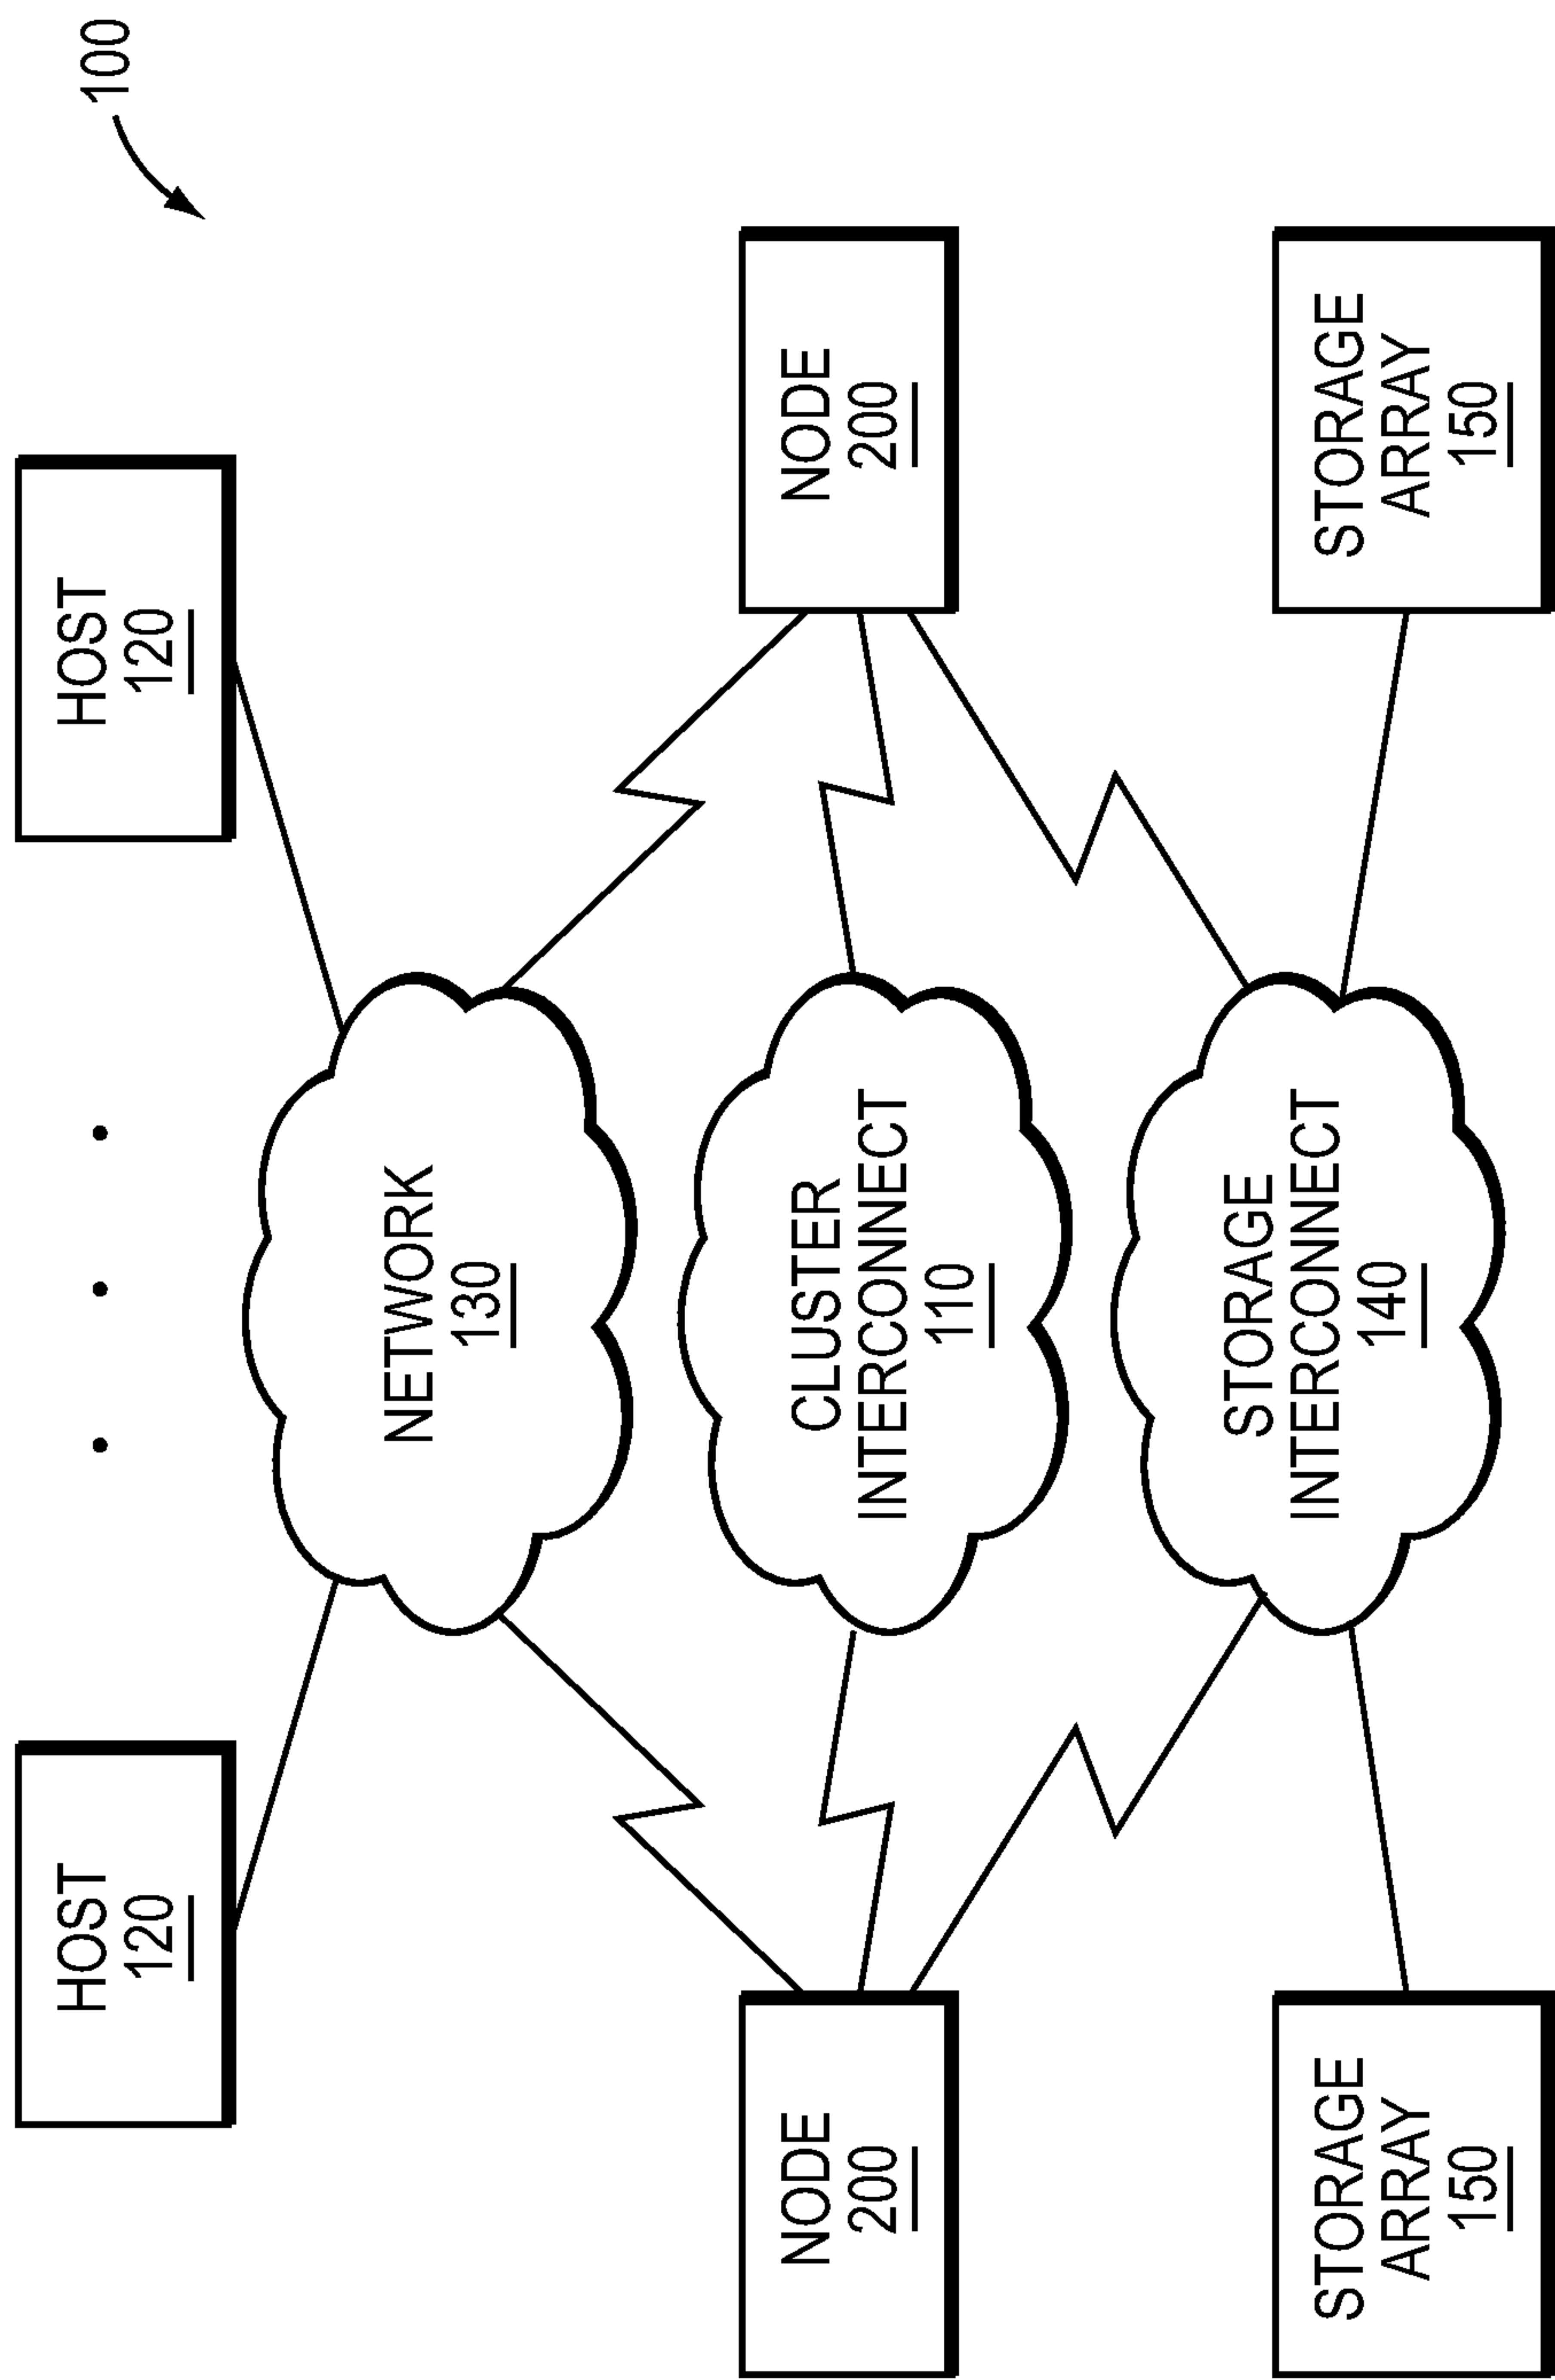 100
HOST
120
HOST
120
NETWORK
130
NODE
200
CLUSTER
INTERCONNECT
110
NODE
200
STORAGE
ARRAY
150
STORAGE
INTERCONNECT
140
STORAGE
ARRAY
150